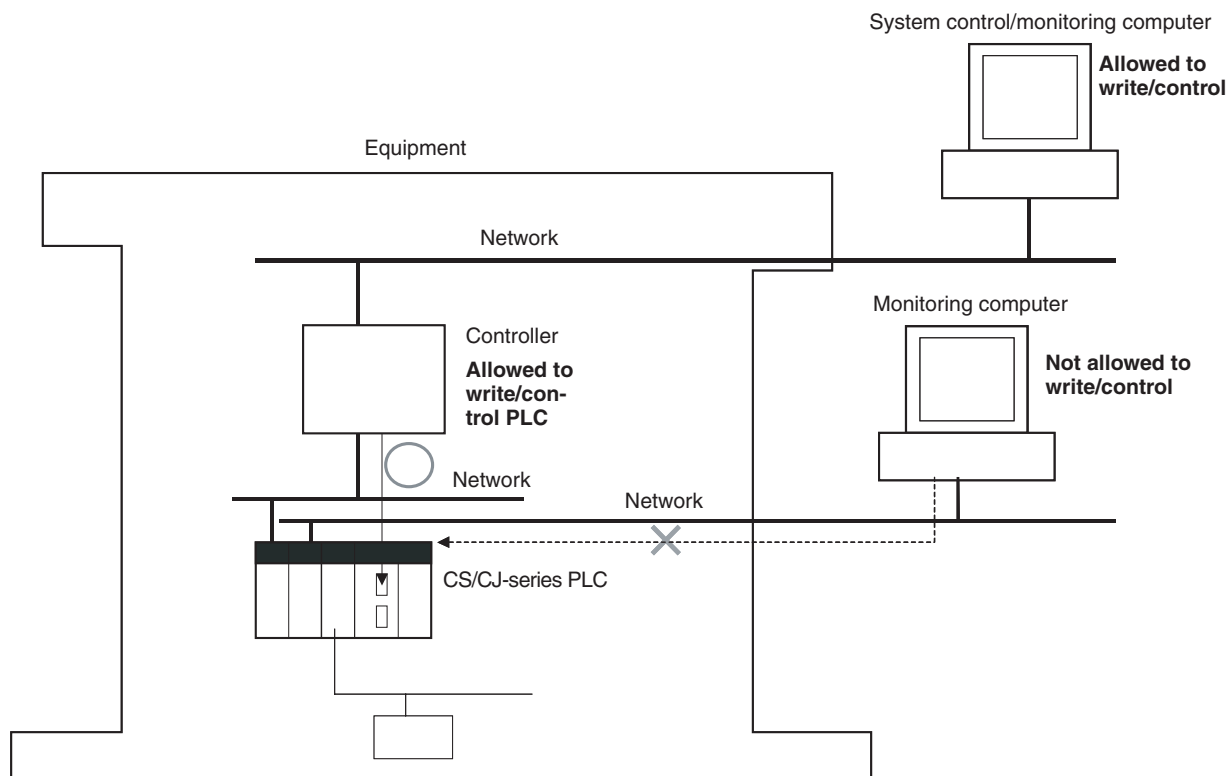 System control/monitoring computer
Allowed to
write/control
Equipment
Network
Monitoring computer
Controller
Allowed to
write/con-
trol PLC
Not allowed to
write/control
Network
Network
CS/CJ-series PLC